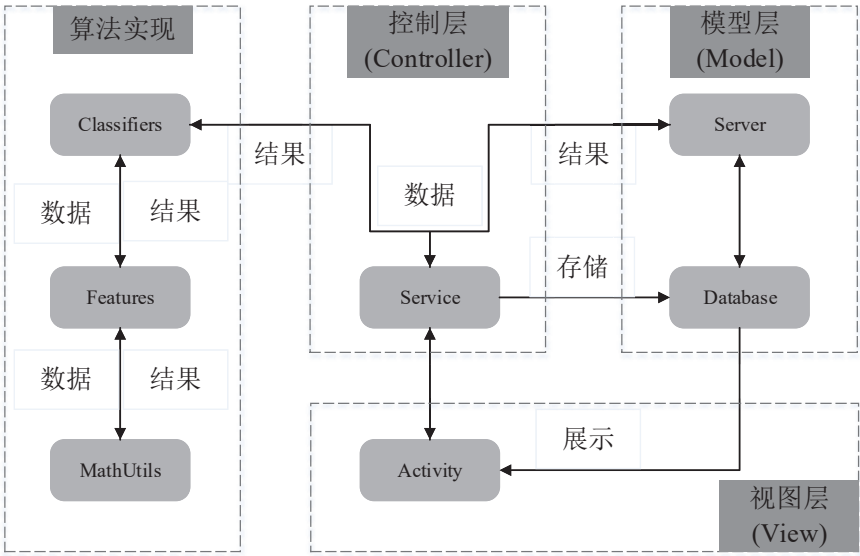 算法实现
控制层
(Controller)
模型层
(Model)
Classifiers
Server
结果
结果
数据
结果
数据
Features
Service
存储
Database
数据
结果
展示
MathUtils
Activity
视图层
(View)